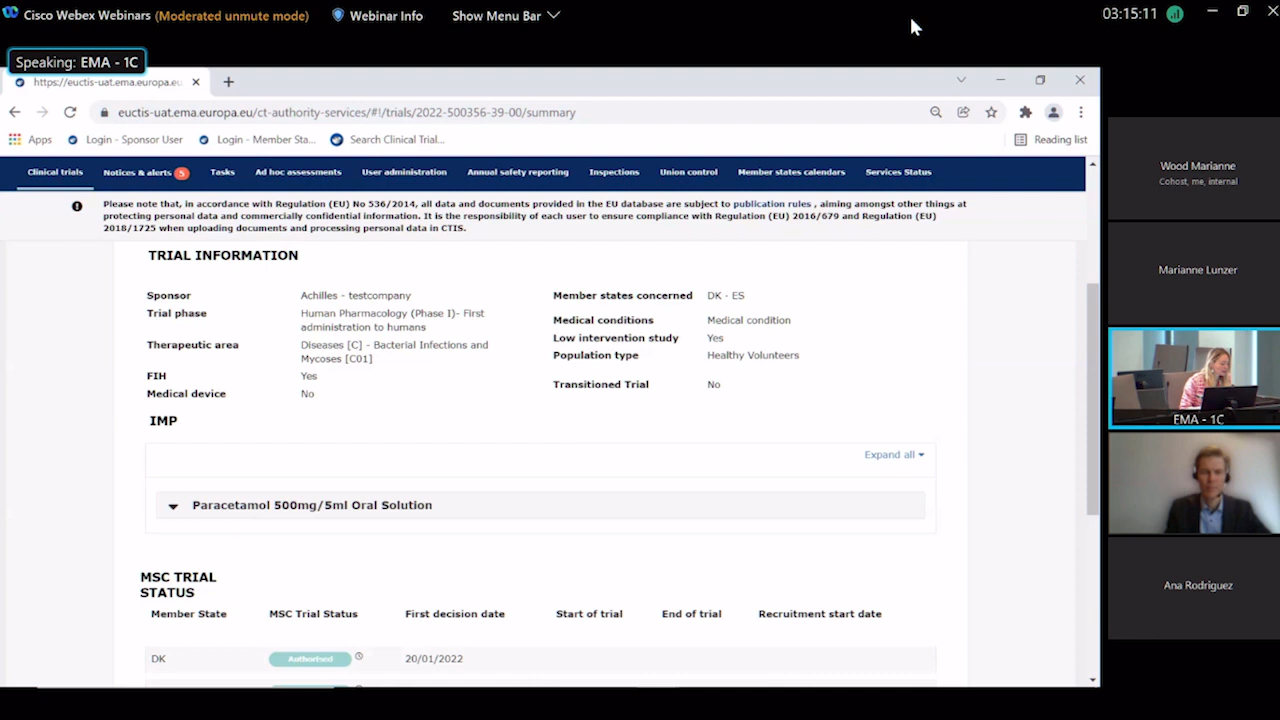 Cisco Webex Webinars (Moderated unmute mode) Webinar Info Show Menu Bar 03:15:11
Speaking: EMA - 1C
https://euctis-uat.ema.europa.eu
euctis-uat.ema.europa.eu/ct-authority-services/#!/trials/2022-500356-39-00/summary
Apps Login - Sponsor User Login - Member Sta... Search Clinical Trial... Reading list
Clinical trials Notices & alerts 5 Tasks Ad hoc assessments User administration Annual safety reporting Inspections Union control Member states calendars Services Status
Please note that, in accordance with Regulation (EU) No 536/2014, all data and documents provided in the EU database are subject to publication rules , aiming amongst other things at
protecting personal data and commercially confidential information. It is the responsibility of each user to ensure compliance with Regulation (EU) 2016/679 and Regulation (EU)
2018/1725 when uploading documents and processing personal data in CTIS.
TRIAL INFORMATION
Sponsor Achilles - testcompany
Trial phase Human Pharmacology (Phase I)- First
administration to humans
Therapeutic area Diseases [C] - Bacterial Infections and
Mycoses [C01]
FIH Yes
Medical device No
Member states concerned DK - ES
Medical conditions Medical condition
Low intervention study Yes
Population type Healthy Volunteers
Transitioned Trial No
IMP
Expand all
Paracetamol 500mg/5ml Oral Solution
MSC TRIAL
STATUS
Member State MSC Trial Status First decision date Start of trial End of trial Recruitment start date
DK Authorised 20/01/2022
Wood Marianne
Cohost, me, internal
Marianne Lunzer
EMA - 1C
Ana Rodriguez